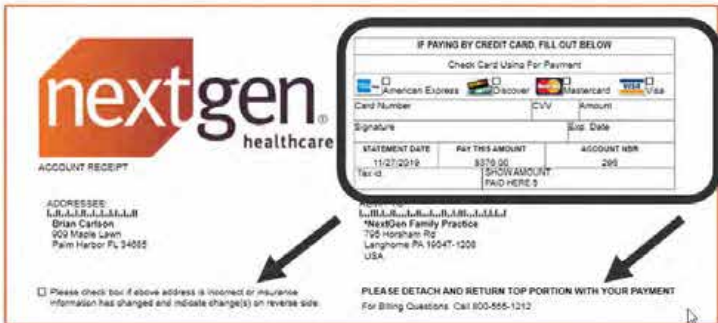 nextgen®
healthcare
ACCOUNT RECEIPT
IF PAYING BY CREDIT CARD, FILL OUT BELOW
Check Card Using For Payment
American Express Discover Mastercard VISA Visa
Card Number CVV Amount
Signature Exp. Date
STATEMENT DATE PAY THIS AMOUNT ACCOUNT NBR
11/27/2019 $376.00 295
Tax id SHOW AMOUNT
PAID HERE $
ADDRESSEE:
Brian Carlson
909 Maple Lawn
Palm Harbor FL 34685
*NextGen Family Practice
795 Horsham Rd
Langhorne PA 19047-1208
USA
Please check box if above address is incorrect or insurance
information has changed and indicate change(s) on reverse side.
PLEASE DETACH AND RETURN TOP PORTION WITH YOUR PAYMENT
For Billing Questions Call 800-555-1212